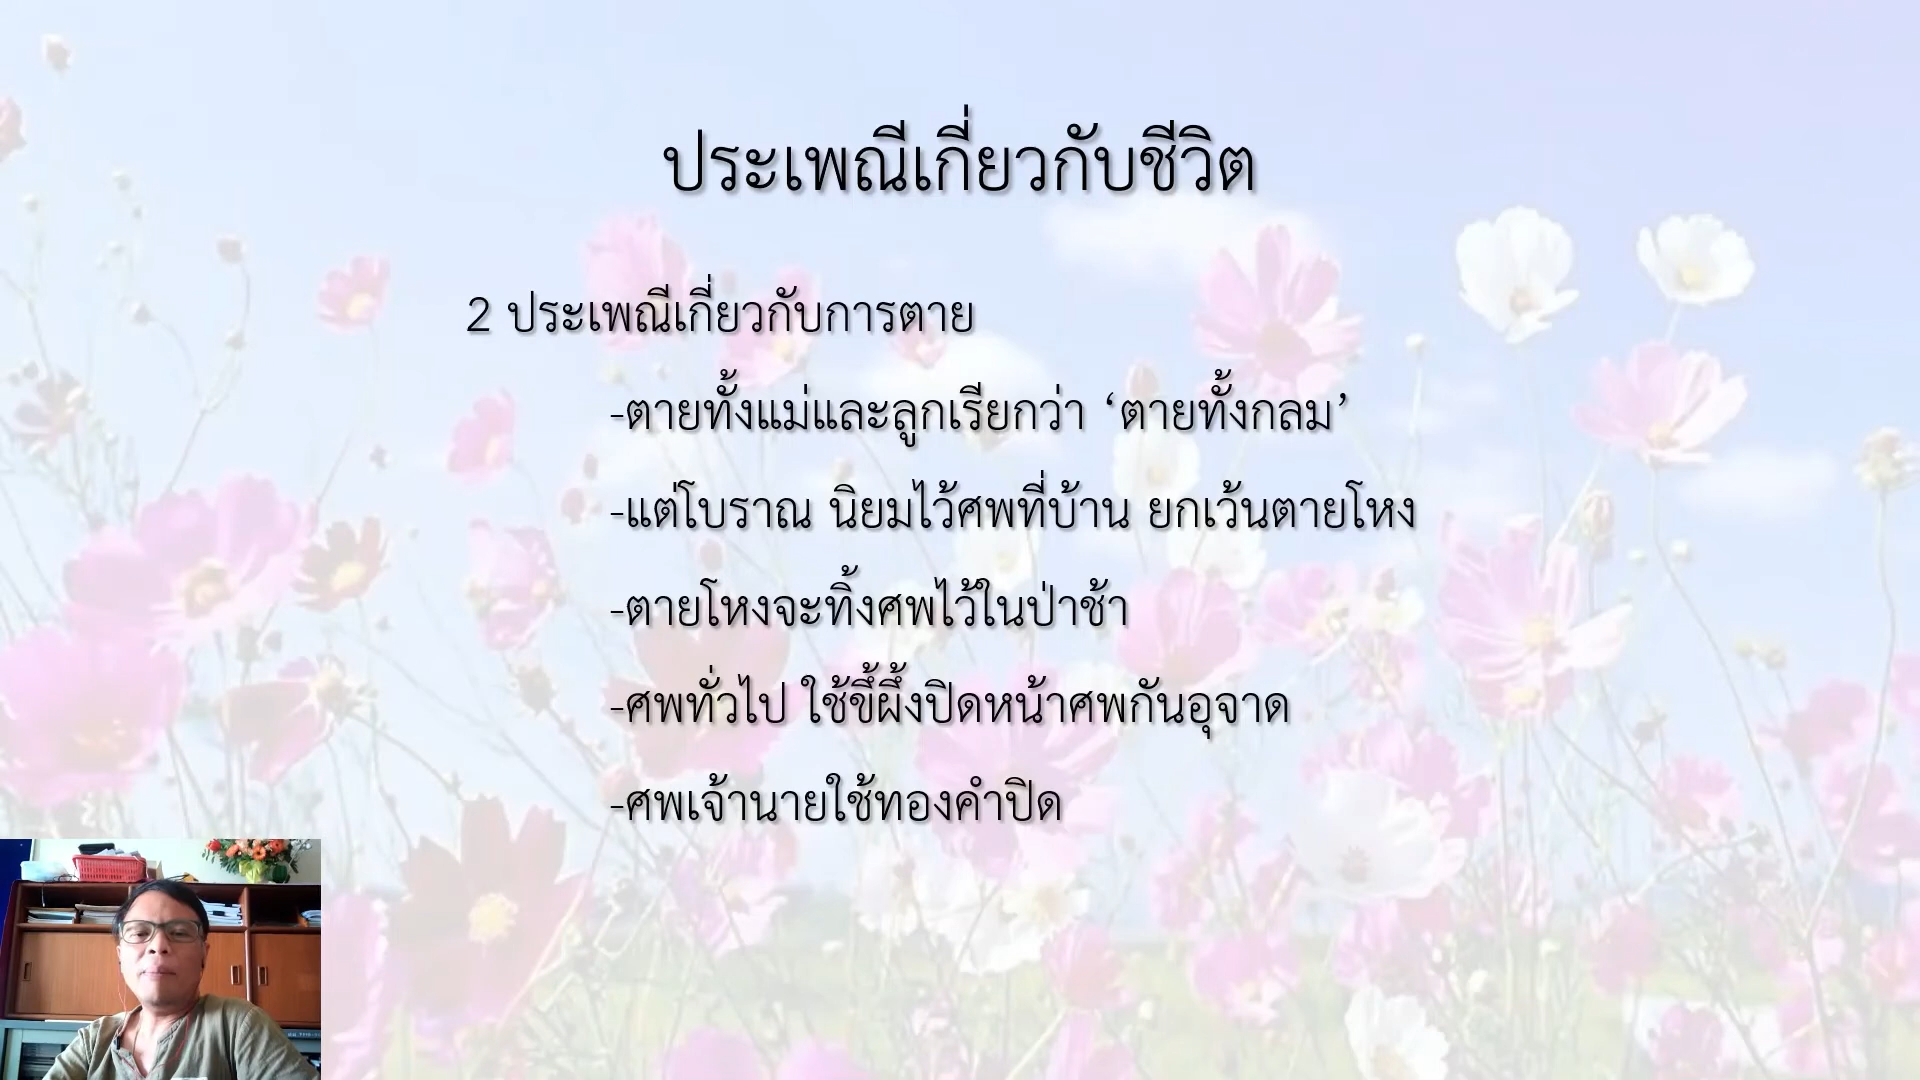 ประเพณีเกี่ยวกับชีวิต
2 ประเพณีเกี่ยวกับการตาย
-ตายทั้งแม่และลูกเรียกว่า ‘ตายทั้งกลม’
-แต่โบราณ นิยมไว้ศพที่บ้าน ยกเว้นตายโหง
-ตายโหงจะทิ้งศพไว้ในป่าช้า
-ศพทั่วไป ใช้ขี้ผึ้งปิดหน้าศพกันอุจาด
-ศพเจ้านายใช้ทองคำปิด